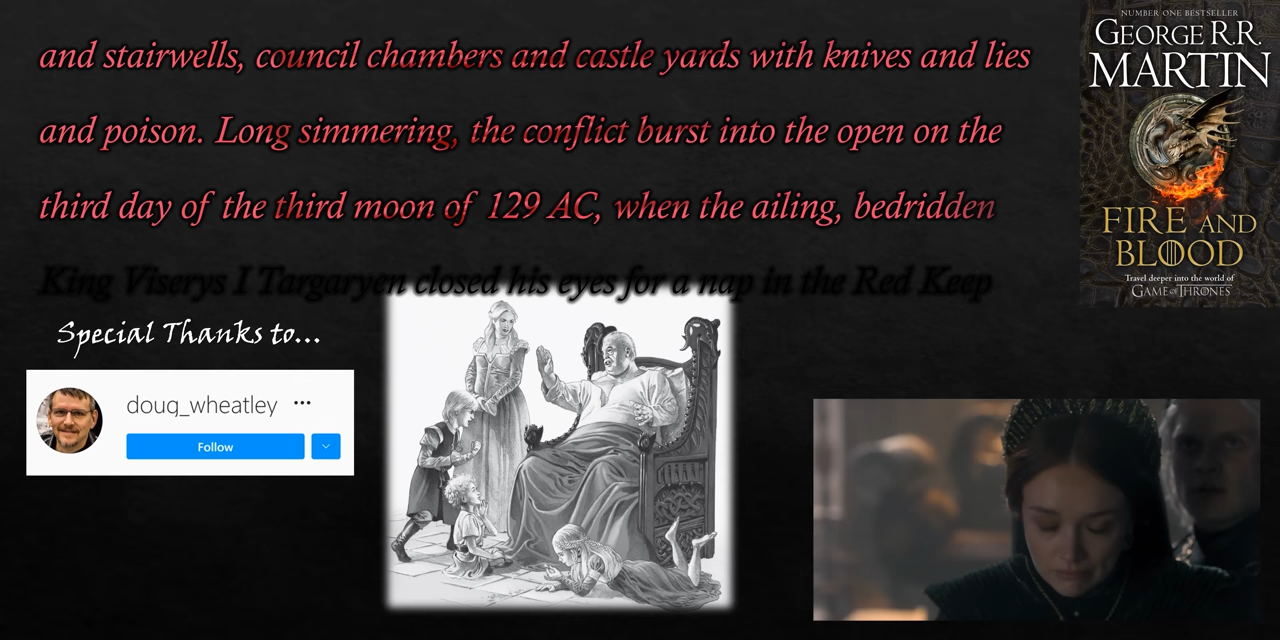 and stairwells, council chambers and castle yards with knives and lies
and poison. Long simmering, the conflict burst into the open on the
third day of the third moon of 129 AC, when the ailing, bedridden
King Viserys I Targaryen closed his eyes for a nap in the Red Keep
Special Thanks to...
doug_wheatley ...
Follow
NUMBER ONE BESTSELLER
GEORGE R.R.
MARTIN
FIRE AND
BLOOD
Travel deeper into the world of
GAME OF THRONES